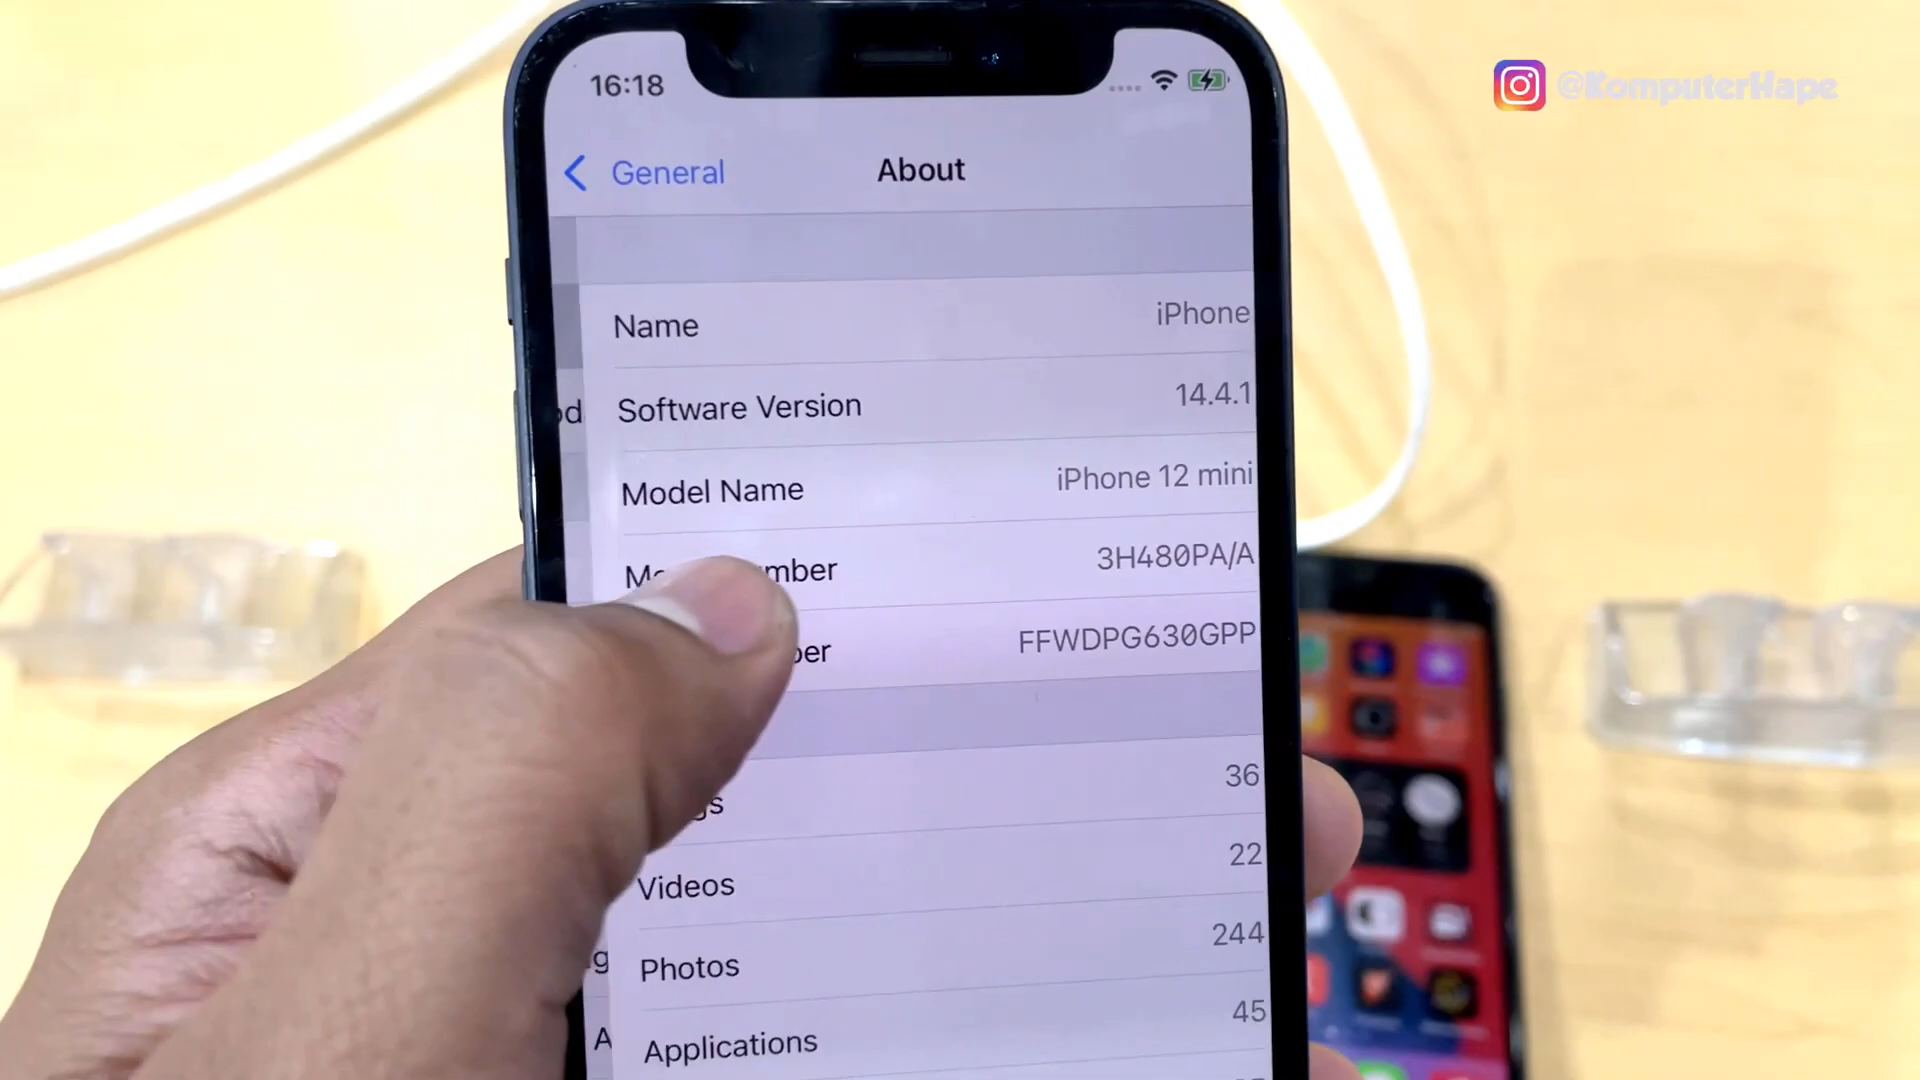 @KomputerHape
16:18
General
About
Name iPhone
Software Version 14.4.1
Model Name iPhone 12 mini
3H480PA/A
FFWDPG630GPP
36
Videos 22
Photos 244
Applications 45